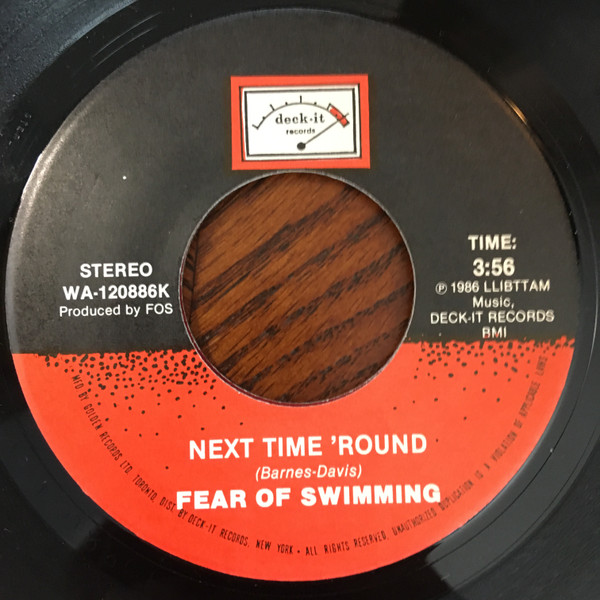 deck-it
records
STEREO
WA-120886K
Produced by FOS
TIME:
3:56
℗ 1986 LLIBTTAM
Music,
DECK-IT RECORDS
BMI
NEXT TIME 'ROUND
(Barnes-Davis)
FEAR OF SWIMMING
MFD BY GOLDEN RECORDS LTD. TORONTO, DIST. BY DECK-IT RECORDS, NEW YORK • ALL RIGHTS RESERVED, UNAUTHORIZED DUPLICATION IS A VIOLATION OF APPLICABLE LAWS